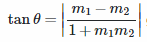 tan θ = | (m₁ − m₂) / (1 + m₁m₂) |